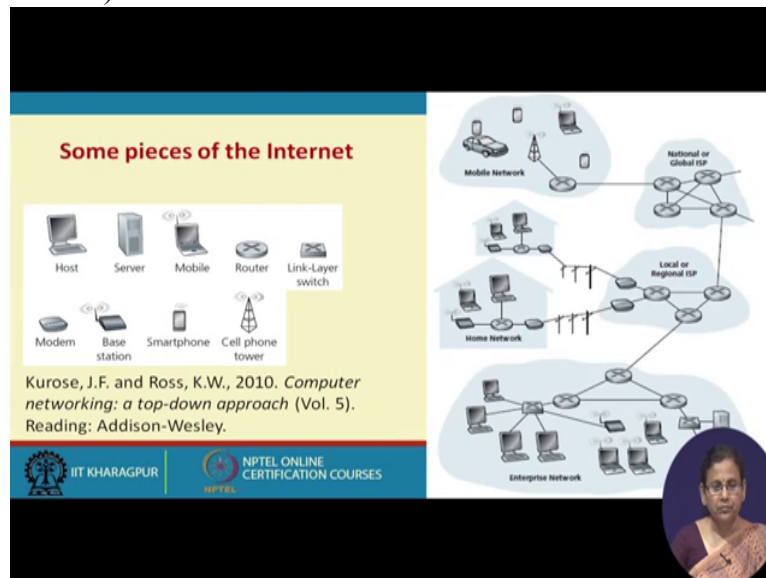 )
Some pieces of the Internet
Host Server Mobile Router Link-Layer
switch
Modem Base
station Smartphone Cell phone
tower
Kurose, J.F. and Ross, K.W., 2010. Computer
networking: a top-down approach (Vol. 5).
Reading: Addison-Wesley.
IIT KHARAGPUR
NPTEL
NPTEL ONLINE
CERTIFICATION COURSES
Mobile Network
National or
Global ISP
Local or
Regional ISP
Home Network
Enterprise Network